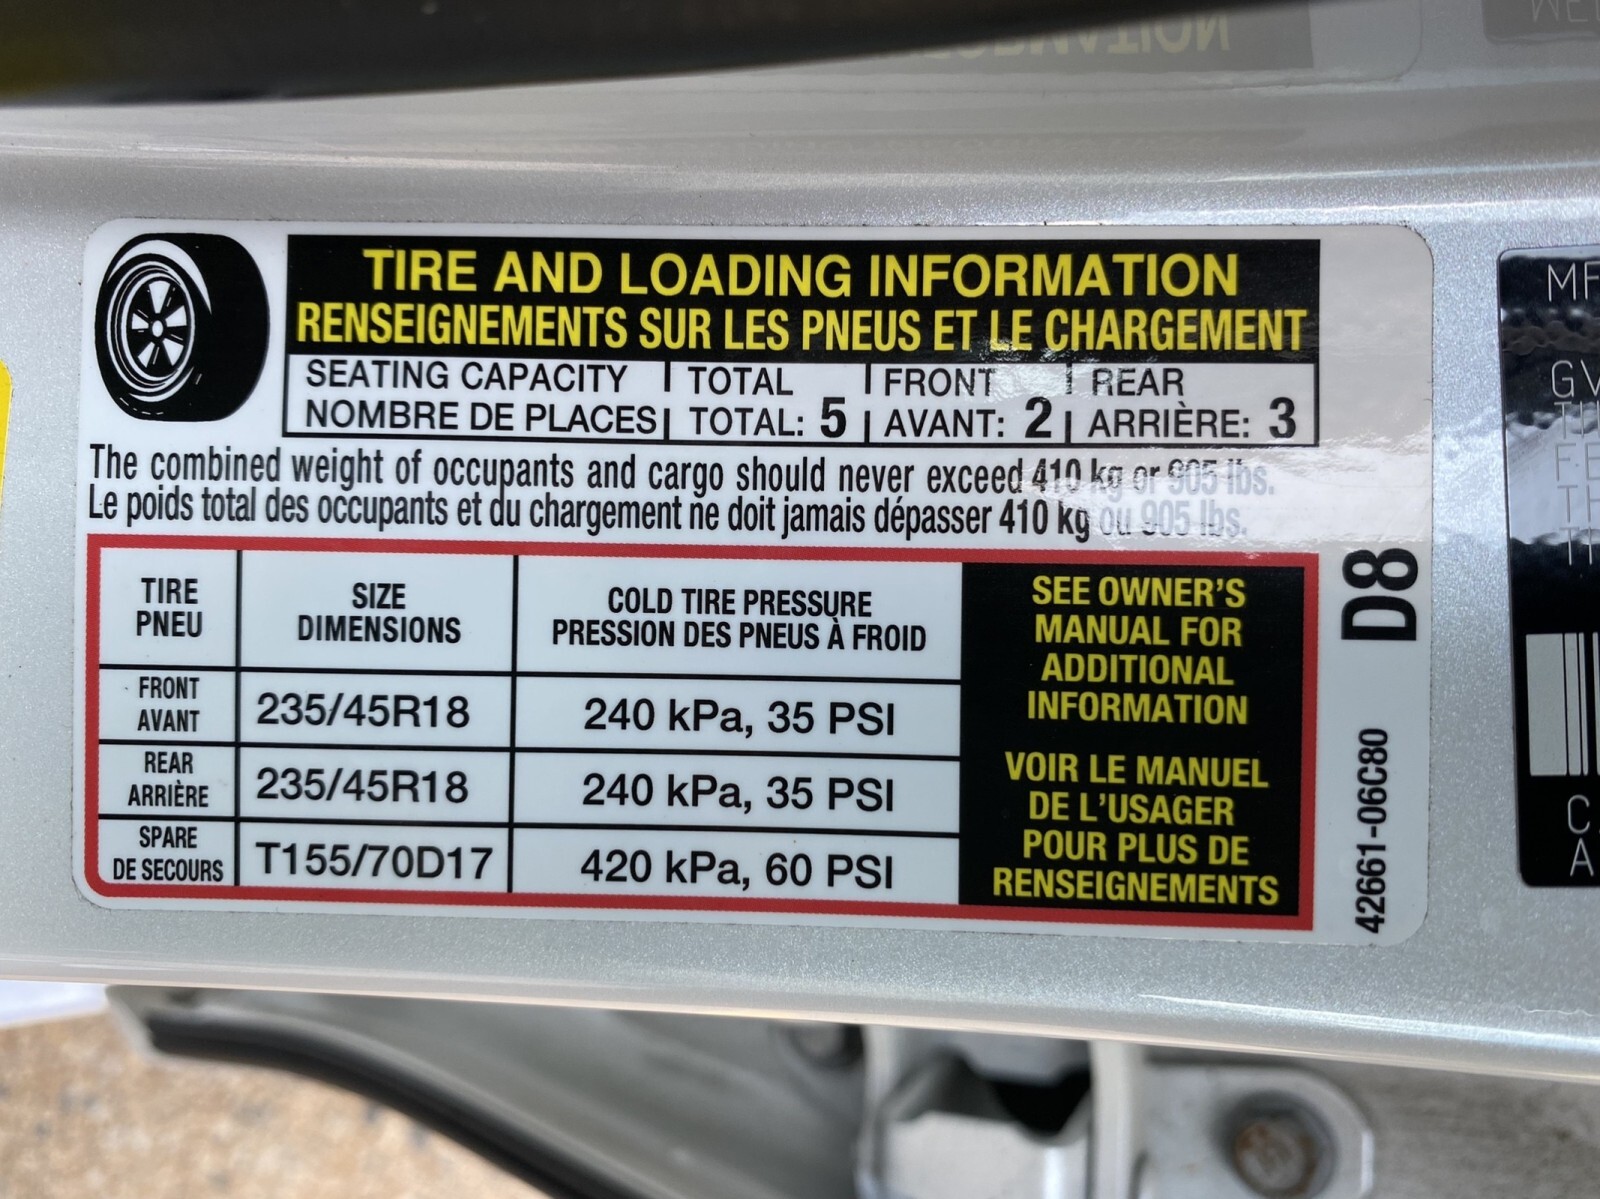 TIRE AND LOADING INFORMATION
RENSEIGNEMENTS SUR LES PNEUS ET LE CHARGEMENT
SEATING CAPACITY | TOTAL | FRONT | REAR
NOMBRE DE PLACES | TOTAL: 5 | AVANT: 2 | ARRIÈRE: 3
The combined weight of occupants and cargo should never exceed 410 kg or 905 lbs.
Le poids total des occupants et du chargement ne doit jamais dépasser 410 kg ou 905 lbs.
TIRE
PNEU
SIZE
DIMENSIONS
COLD TIRE PRESSURE
PRESSION DES PNEUS À FROID
FRONT
AVANT
235/45R18
240 kPa, 35 PSI
REAR
ARRIÈRE
235/45R18
240 kPa, 35 PSI
SPARE
DE SECOURS
T155/70D17
420 kPa, 60 PSI
SEE OWNER'S
MANUAL FOR
ADDITIONAL
INFORMATION
VOIR LE MANUEL
DE L'USAGER
POUR PLUS DE
RENSEIGNEMENTS
D8
42661-06C80
MF
GV